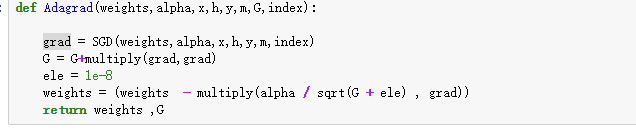 def Adagrad(weights,alpha,x,h,y,m,G,index):
grad = SGD(weights,alpha,x,h,y,m,index)
G = G+multiply(grad,grad)
ele = 1e-8
weights = (weights - multiply(alpha / sqrt(G + ele) , grad))
return weights ,G